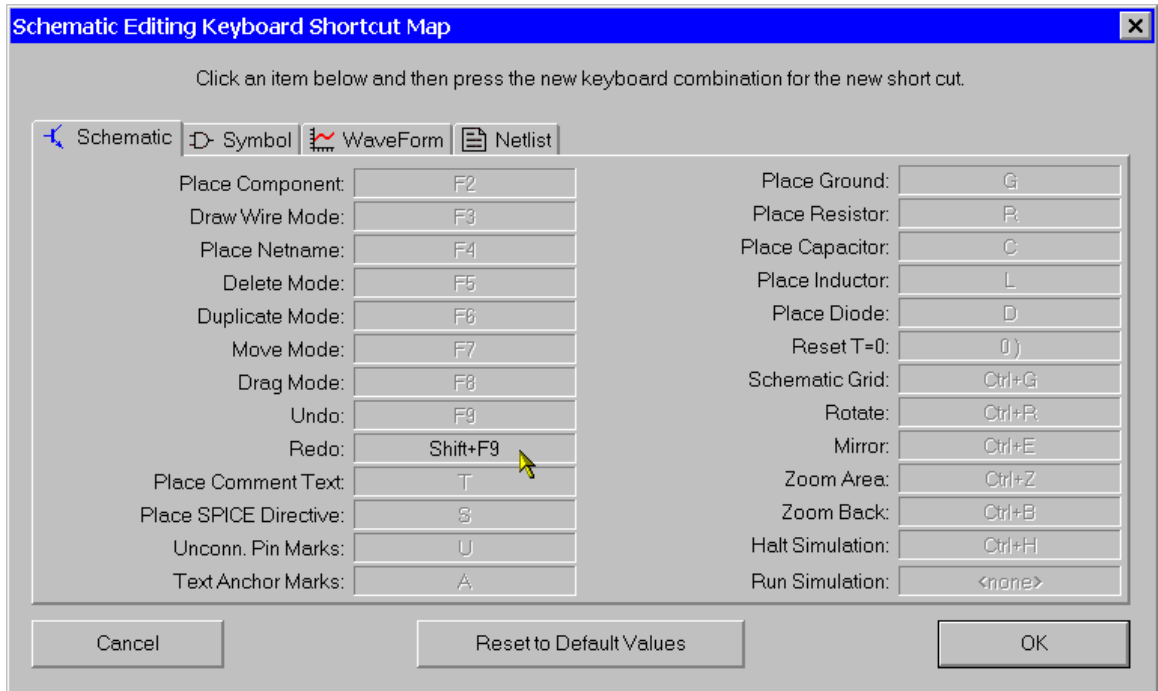 Schematic Editing Keyboard Shortcut Map
Click an item below and then press the new keyboard combination for the new short cut.
Schematic Symbol WaveForm Netlist
Place Component: F2
Draw Wire Mode: F3
Place Netname: F4
Delete Mode: F5
Duplicate Mode: F6
Move Mode: F7
Drag Mode: F8
Undo: F9
Redo: Shift+F9
Place Comment Text: T
Place SPICE Directive: S
Unconn. Pin Marks: U
Text Anchor Marks: A
Place Ground: G
Place Resistor: R
Place Capacitor: C
Place Inductor: L
Place Diode: D
Reset T=0: 0 )
Schematic Grid: Ctrl+G
Rotate: Ctrl+R
Mirror: Ctrl+E
Zoom Area: Ctrl+Z
Zoom Back: Ctrl+B
Halt Simulation: Ctrl+H
Run Simulation: <none>
Cancel Reset to Default Values OK